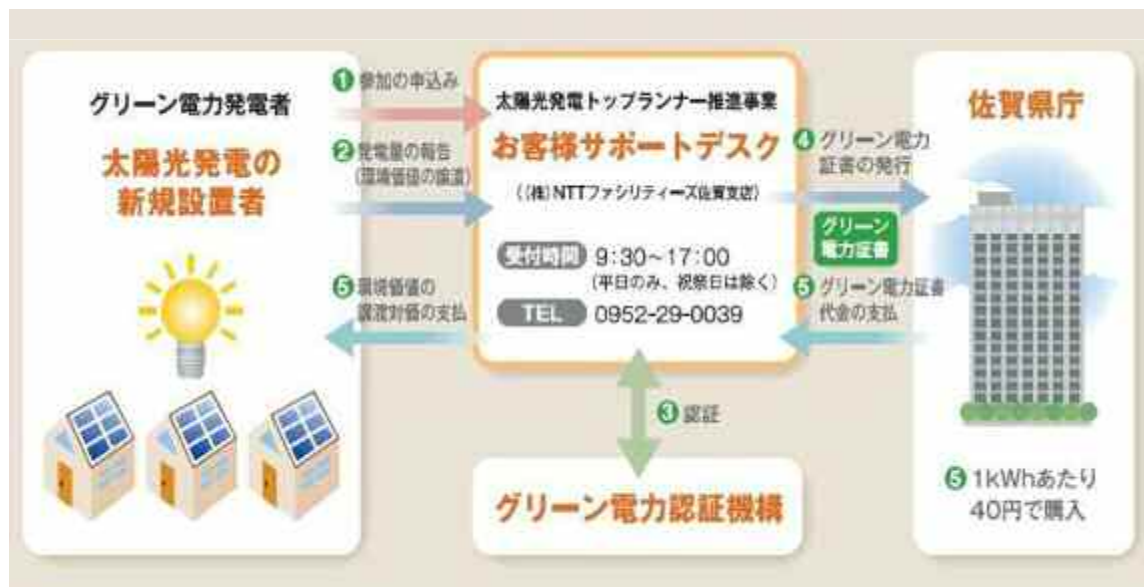 グリーン電力発電者
太陽光発電の
新規設置者
❶参加の申込み
❷発電量の報告
(環境価値の譲渡)
❺環境価値の
譲渡対価の支払
太陽光発電トップランナー推進事業
お客様サポートデスク
((株)NTTファシリティーズ佐賀支店)
受付時間 9:30～17:00
(平日のみ、祝祭日は除く)
TEL 0952-29-0039
❸認証
グリーン電力認証機構
❹グリーン電力
証書の発行
グリーン
電力証書
❺グリーン電力証書
代金の支払
佐賀県庁
❺1kWhあたり
40円で購入